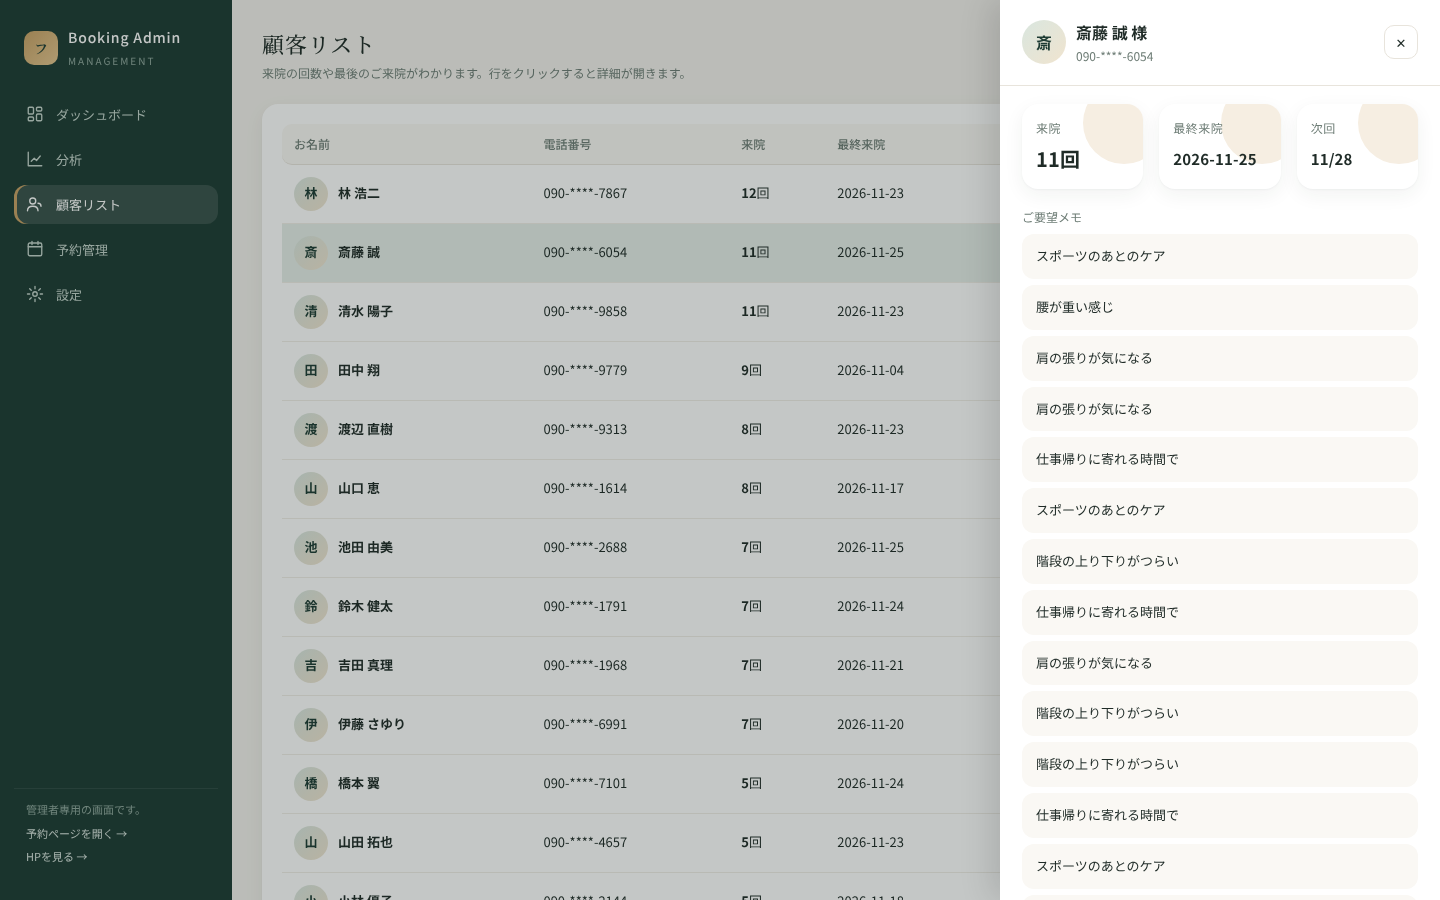 フ
Booking Admin
MANAGEMENT
ダッシュボード
分析
顧客リスト
予約管理
設定
管理者専用の画面です。
予約ページを開く →
HPを見る →
顧客リスト
来院の回数や最後のご来院がわかります。行をクリックすると詳細が開きます。
お名前 電話番号 来院 最終来院
林 林 浩二 090-****-7867 12回 2026-11-23
斎 斎藤 誠 090-****-6054 11回 2026-11-25
清 清水 陽子 090-****-9858 11回 2026-11-23
田 田中 翔 090-****-9779 9回 2026-11-04
渡 渡辺 直樹 090-****-9313 8回 2026-11-23
山 山口 恵 090-****-1614 8回 2026-11-17
池 池田 由美 090-****-2688 7回 2026-11-25
鈴 鈴木 健太 090-****-1791 7回 2026-11-24
吉 吉田 真理 090-****-1968 7回 2026-11-21
伊 伊藤 さゆり 090-****-6991 7回 2026-11-20
橋 橋本 翼 090-****-7101 5回 2026-11-24
山 山田 拓也 090-****-4657 5回 2026-11-23
斎
斎藤 誠 様
090-****-6054
×
来院 最終来院 次回
11回 2026-11-25 11/28
ご要望メモ
スポーツのあとのケア
腰が重い感じ
肩の張りが気になる
肩の張りが気になる
仕事帰りに寄れる時間で
スポーツのあとのケア
階段の上り下りがつらい
仕事帰りに寄れる時間で
肩の張りが気になる
階段の上り下りがつらい
階段の上り下りがつらい
仕事帰りに寄れる時間で
スポーツのあとのケア